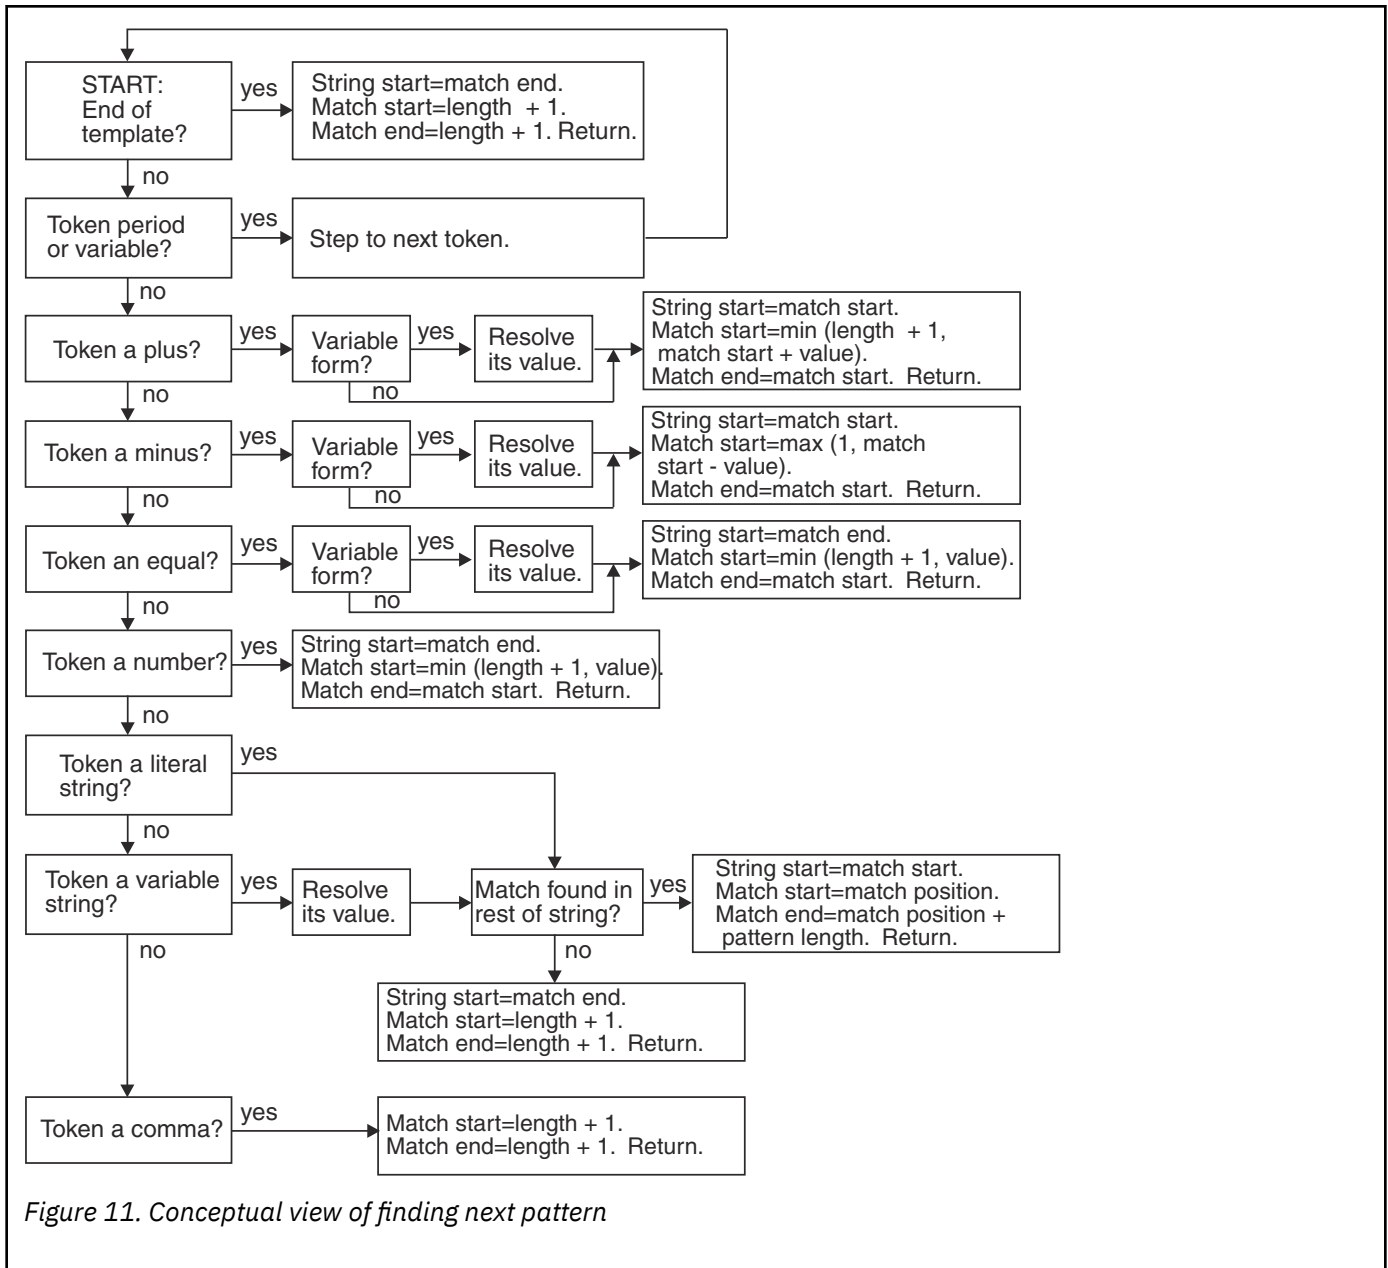 START:
End of
template?
yes
String start=match end.
Match start=length + 1.
Match end=length + 1. Return.
no
Token period
or variable?
yes
Step to next token.
no
Token a plus?
yes
Variable
form?
yes
Resolve
its value.
no
String start=match start.
Match start=min (length + 1,
match start + value).
Match end=match start. Return.
no
Token a minus?
yes
Variable
form?
yes
Resolve
its value.
no
String start=match start.
Match start=max (1, match
start - value).
Match end=match start. Return.
no
Token an equal?
yes
Variable
form?
yes
Resolve
its value.
no
String start=match end.
Match start=min (length + 1, value).
Match end=match start. Return.
no
Token a number?
yes
String start=match end.
Match start=min (length + 1, value).
Match end=match start. Return.
no
Token a literal
string?
yes
no
Token a variable
string?
yes
Resolve
its value.
Match found in
rest of string?
yes
String start=match start.
Match start=match position.
Match end=match position +
pattern length. Return.
no
no
String start=match end.
Match start=length + 1.
Match end=length + 1. Return.
Token a comma?
yes
Match start=length + 1.
Match end=length + 1. Return.
Figure 11. Conceptual view of finding next pattern